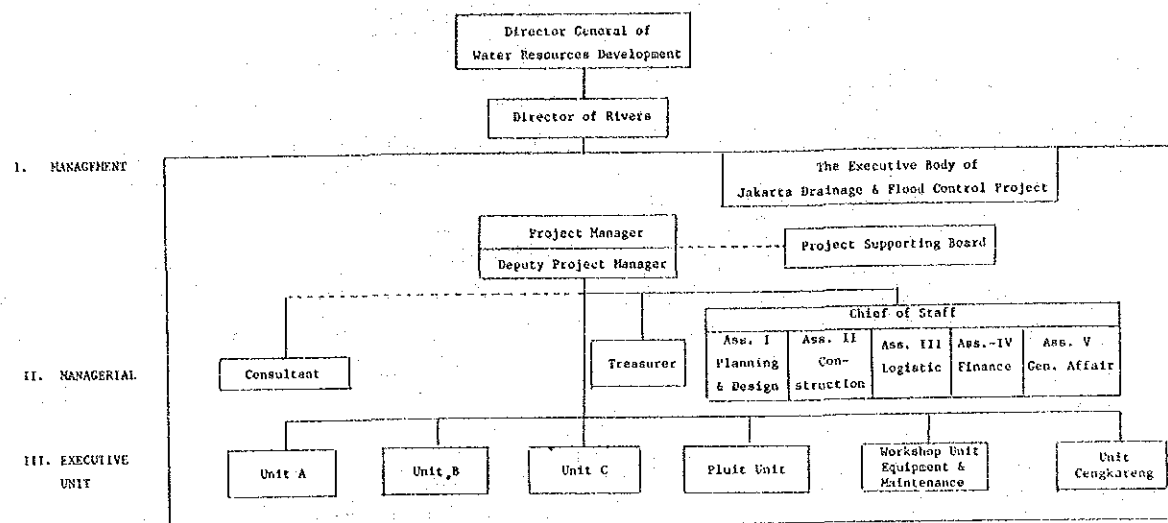 Director General of
Water Resources Development
Director of Rivers
I. MANAGEMENT
The Executive Body of
Jakarta Drainage & Flood Control Project
Project Manager
Deputy Project Manager
Project Supporting Board
Chief of Staff
Ass. I
Planning
& Design
Ass. II
Con-
struction
Ass. III
Logistic
Ass.-IV
Finance
Ass. V
Gen. Affair
II. MANAGERIAL
Consultant
Treasurer
III. EXECUTIVE
UNIT
Unit A
Unit B
Unit C
Pluit Unit
Workshop Unit
Equipment &
Maintenance
Unit
Cengkareng